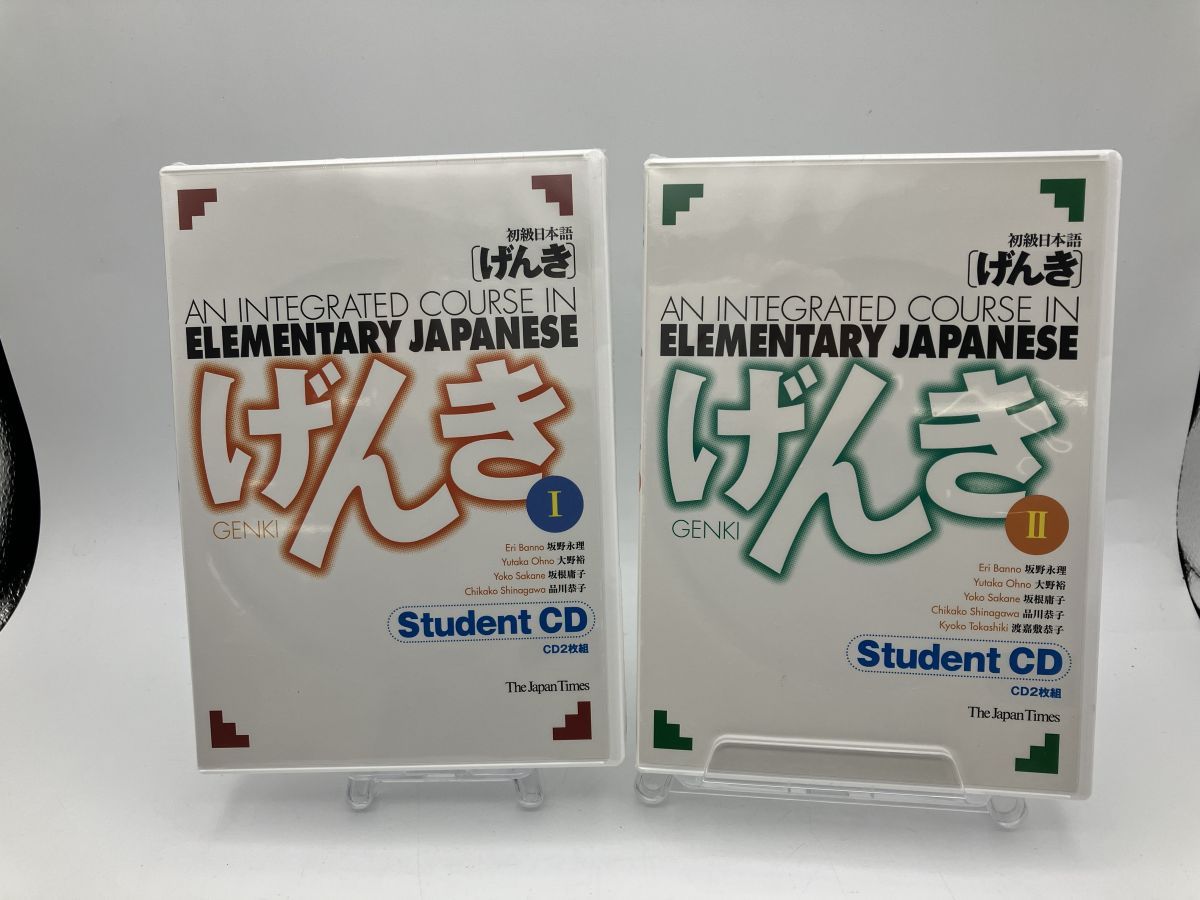 初級日本語
[げんき]
AN INTEGRATED COURSE IN
ELEMENTARY JAPANESE
げんき
GENKI
I
Eri Banno 坂野永理
Yutaka Ohno 大野裕
Yoko Sakane 坂根庸子
Chikako Shinagawa 品川恭子
Student CD
CD2枚組
The Japan Times
初級日本語
[げんき]
AN INTEGRATED COURSE IN
ELEMENTARY JAPANESE
げんき
GENKI
II
Eri Banno 坂野永理
Yutaka Ohno 大野裕
Yoko Sakane 坂根庸子
Chikako Shinagawa 品川恭子
Kyoko Tokashiki 渡嘉敷恭子
Student CD
CD2枚組
The Japan Times